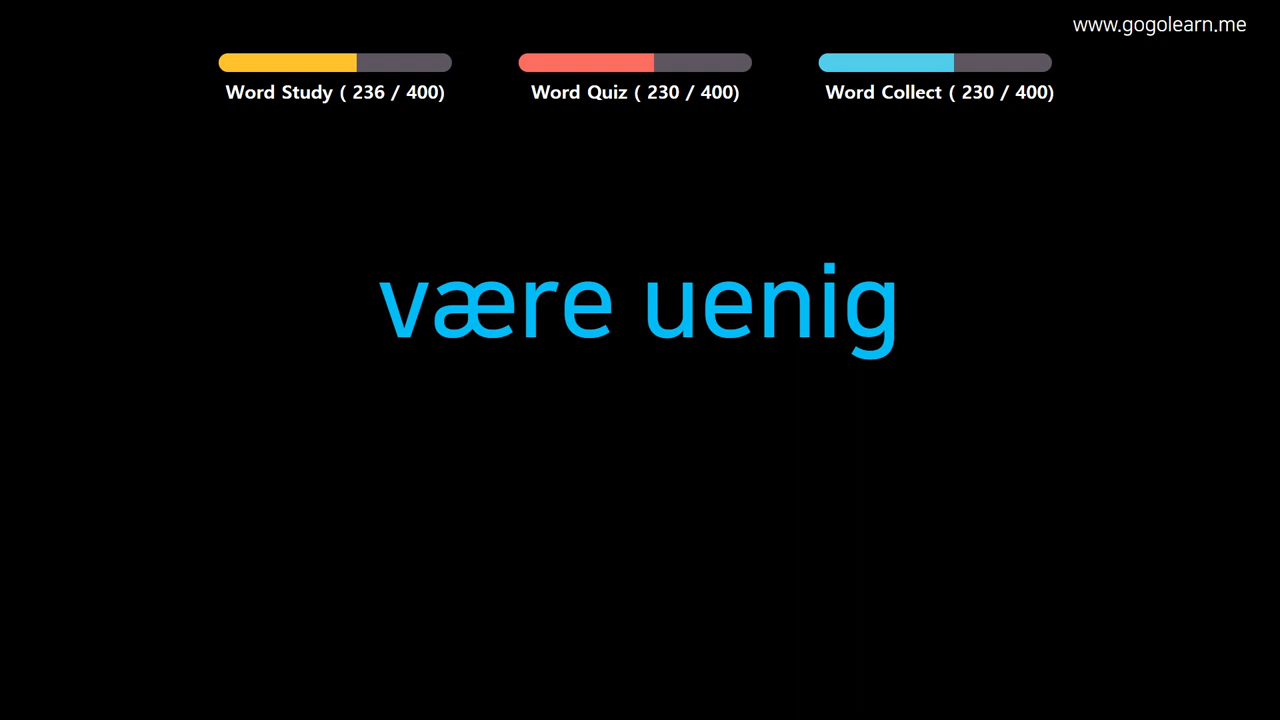 www.gogolearn.me
Word Study ( 236 / 400)
Word Quiz ( 230 / 400)
Word Collect ( 230 / 400)
være uenig